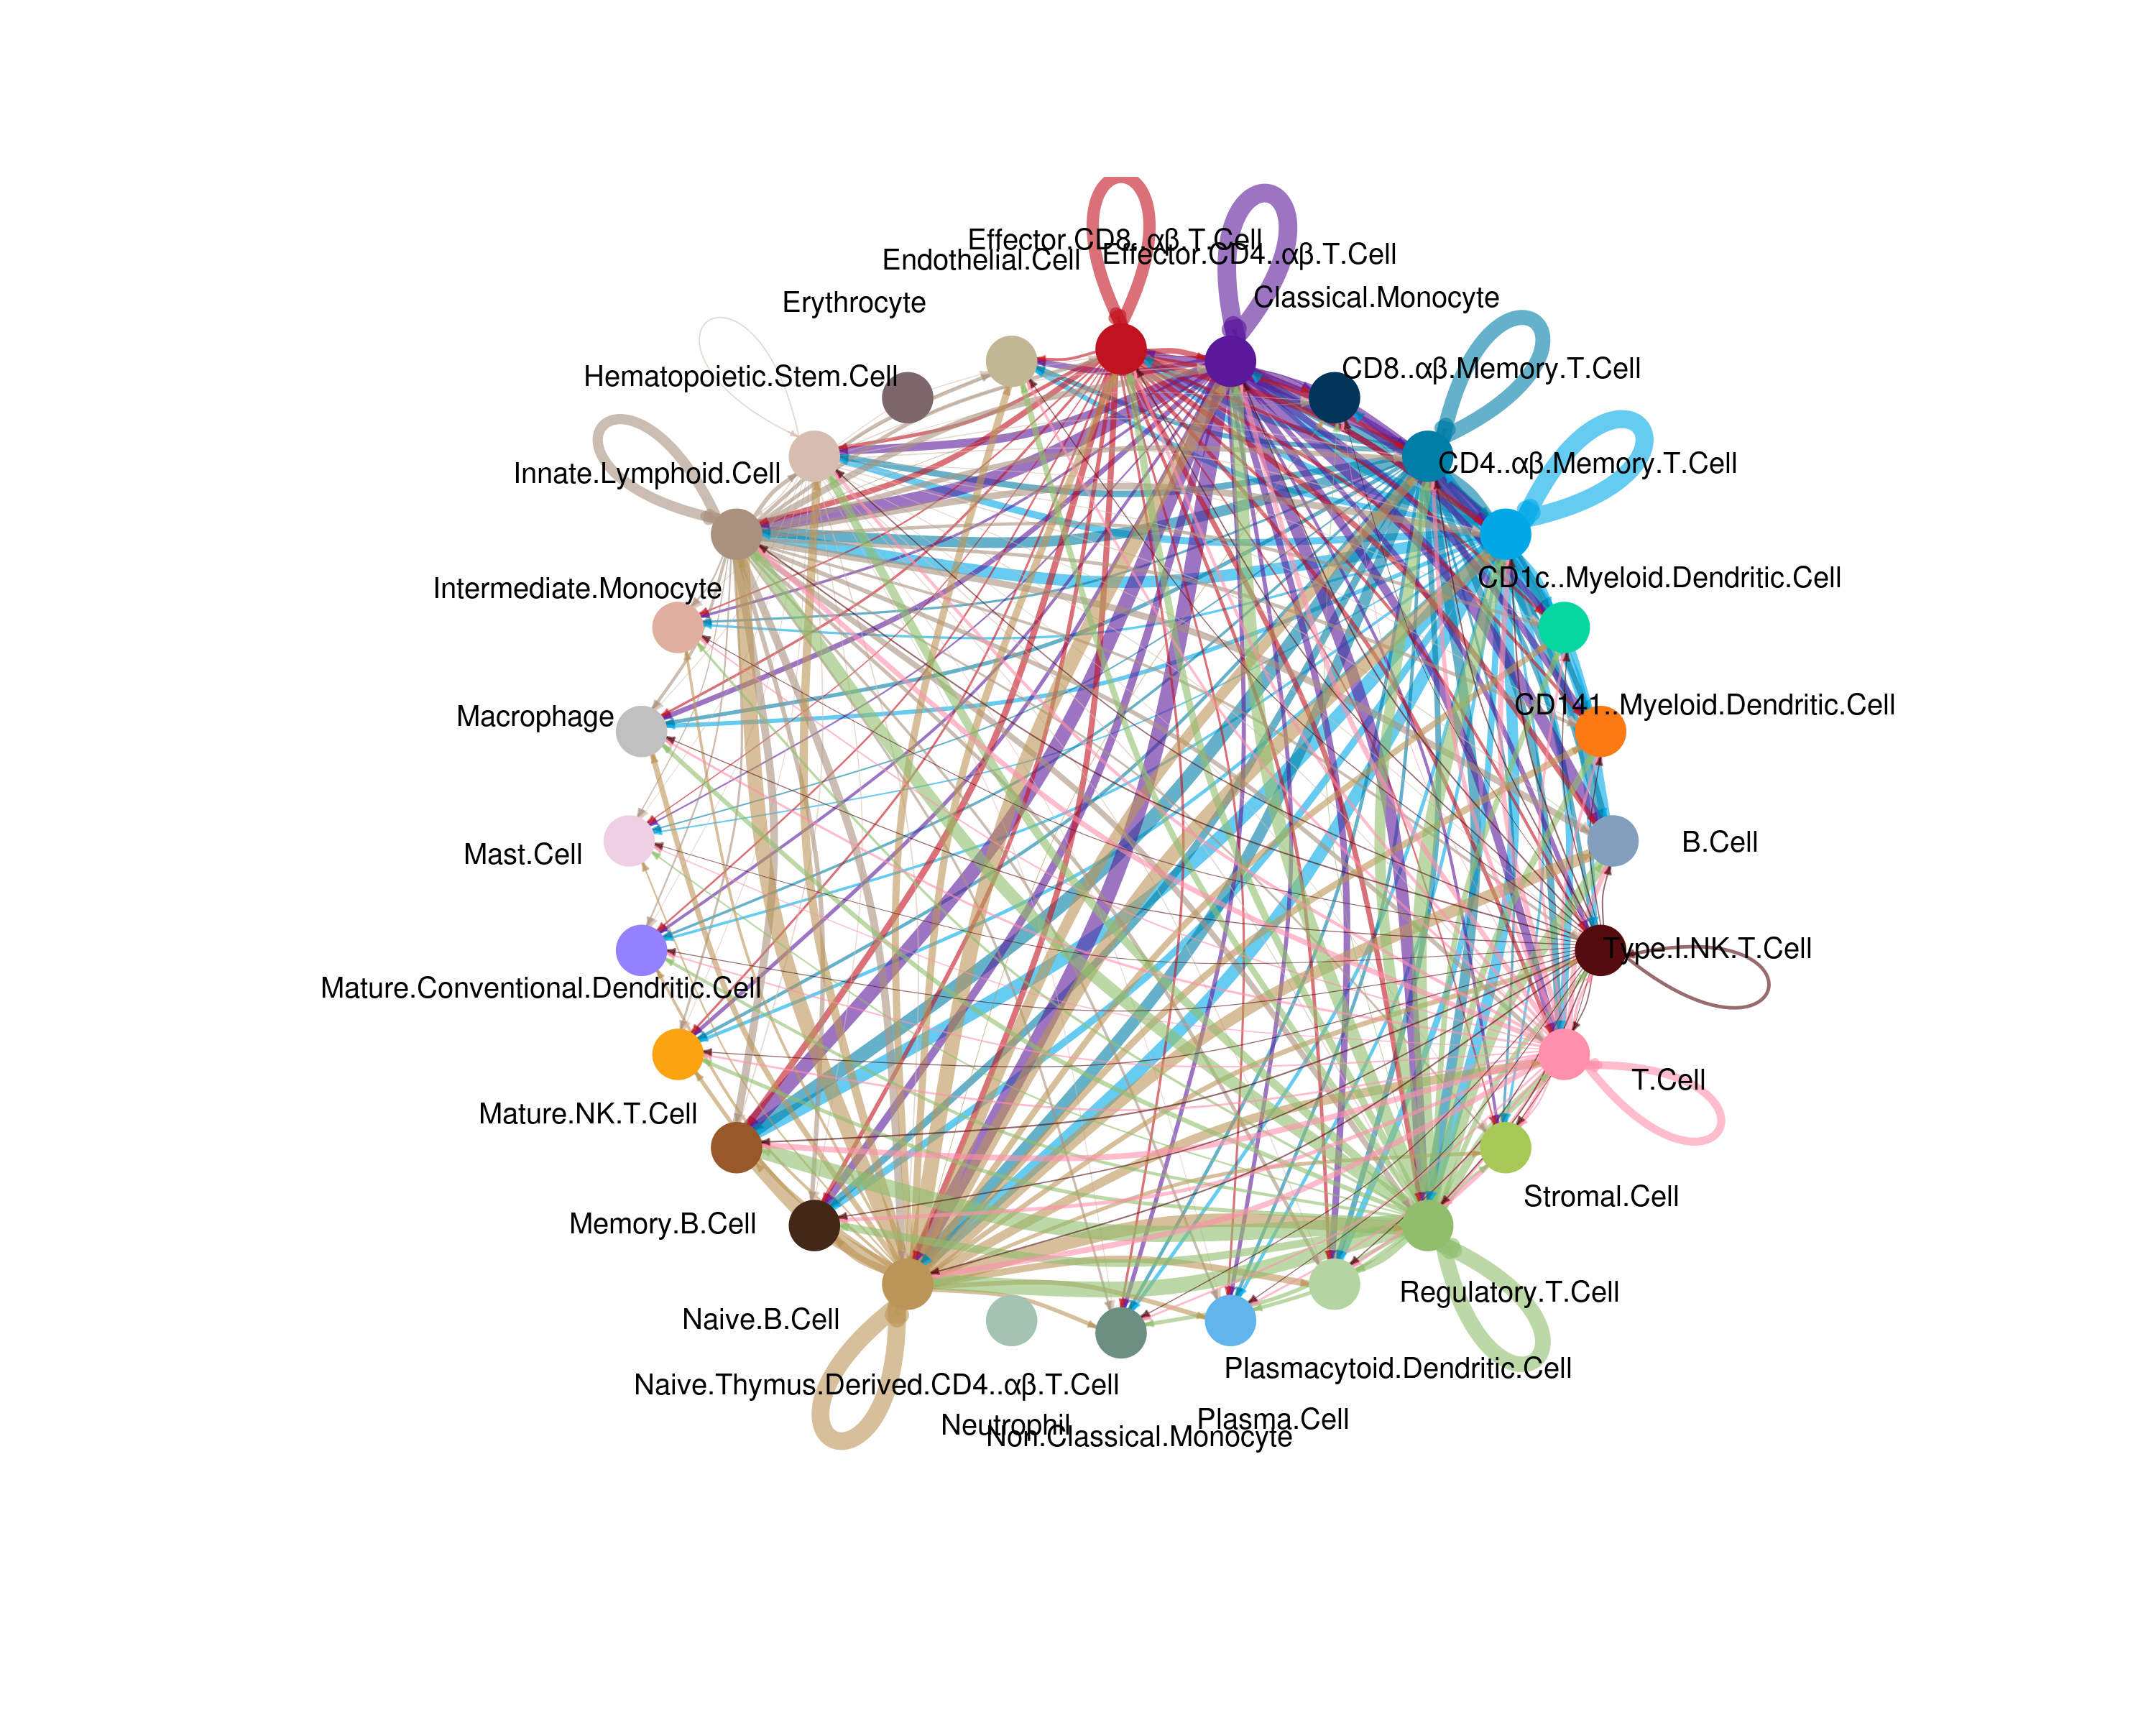 Effector.CD8..αβ.T.Cell
Effector.CD4..αβ.T.Cell
Endothelial.Cell
Classical.Monocyte
Erythrocyte
CD8..αβ.Memory.T.Cell
Hematopoietic.Stem.Cell
CD4..αβ.Memory.T.Cell
Innate.Lymphoid.Cell
CD1c..Myeloid.Dendritic.Cell
Intermediate.Monocyte
CD141..Myeloid.Dendritic.Cell
Macrophage
B.Cell
Mast.Cell
Type.I.NK.T.Cell
Mature.Conventional.Dendritic.Cell
T.Cell
Mature.NK.T.Cell
Stromal.Cell
Memory.B.Cell
Regulatory.T.Cell
Naive.B.Cell
Plasmacytoid.Dendritic.Cell
Naive.Thymus.Derived.CD4..αβ.T.Cell
Plasma.Cell
Neutrophil
Non.Classical.Monocyte